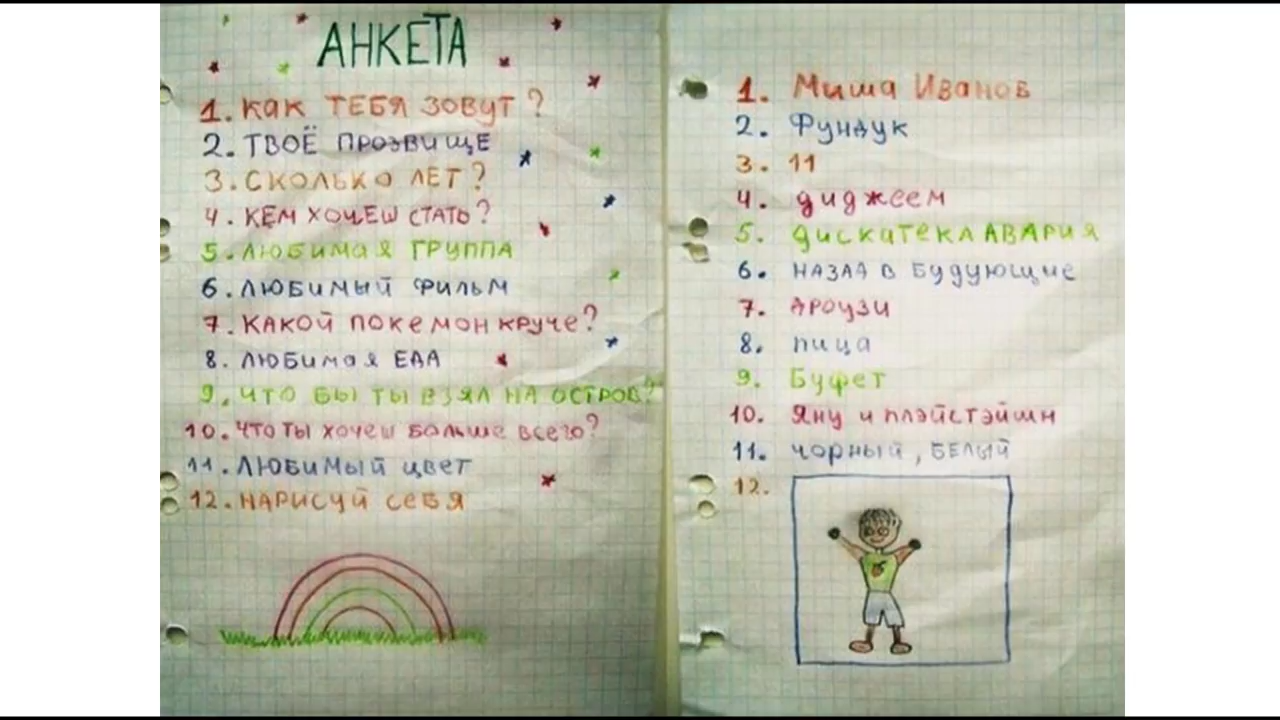 АНКЕТА
1. КАК ТЕБЯ ЗОВУТ?
2. ТВОЁ ПРОЗВИЩЕ
3. СКОЛЬКО ЛЕТ?
4. КЕМ ХОЧЕШ СТАТЬ?
5. ЛЮБИМАЯ ГРУППА
6. ЛЮБИМЫЙ ФИЛЬМ
7. КАКОЙ ПОКЕМОН КРУЧЕ?
8. ЛЮБИМАЯ ЕДА
9. ЧТО БЫ ТЫ ВЗЯЛ НА ОСТРОВ?
10. ЧТО ТЫ ХОЧЕШ БОЛЬШЕ ВСЕГО?
11. ЛЮБИМЫЙ ЦВЕТ
12. НАРИСУЙ СЕБЯ
1. Миша Иванов
2. Фундук
3. 11
4. диджеем
5. ДИСКАТЕКЛ АВАРИЯ
6. НАЗАД В БУДУЮЩИЕ
7. АРОУЗИ
8. пица
9. Буфет
10. Яну и плэйстэйшн
11. чорный, БЕЛЫЙ
12.